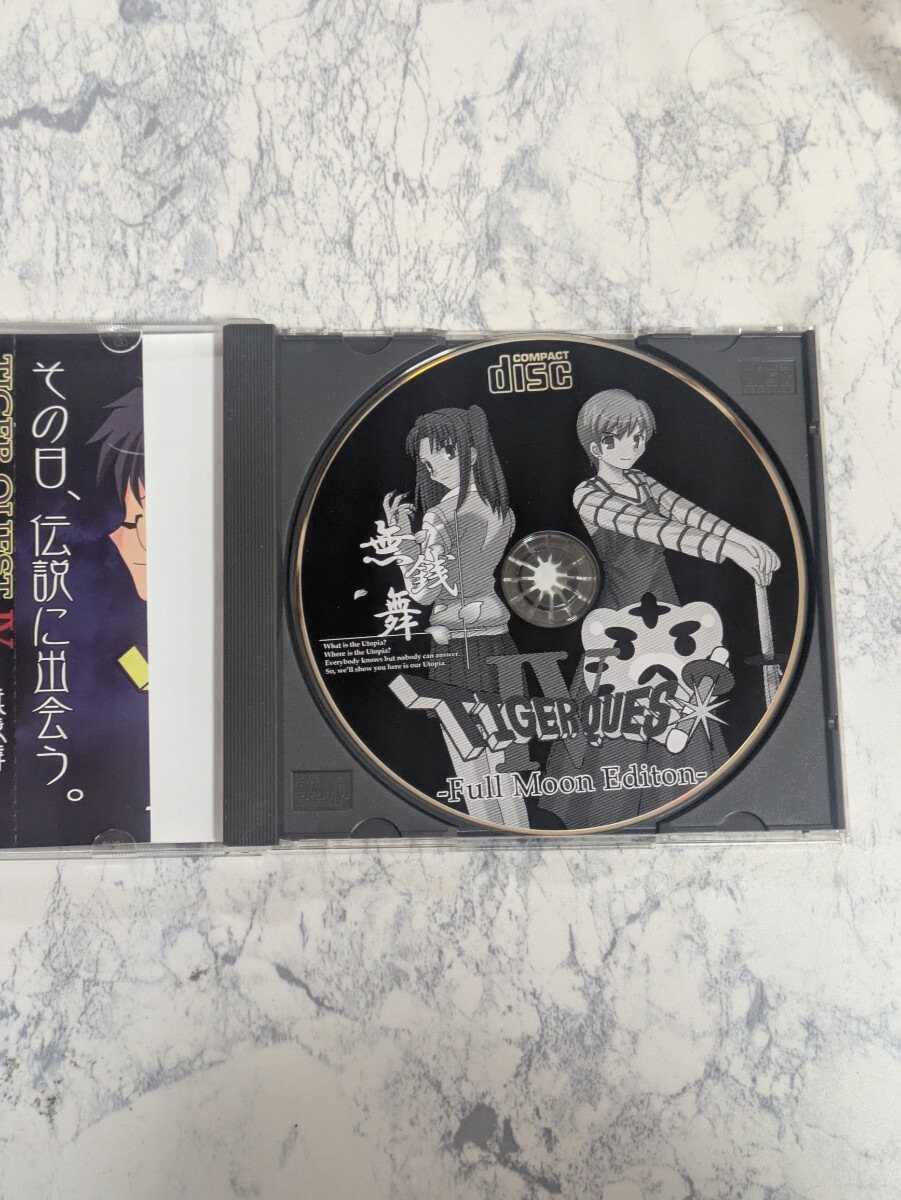 その日、伝説に出会う。
TIGER QUEST IV
COMPACT
disc
無銭舞
What is the Utopia?
Where is the Utopia?
Everybody knows but nobody can answer.
So, we'll show you here is our Utopia.
IV
TIGER QUEST
-Full Moon Editon-